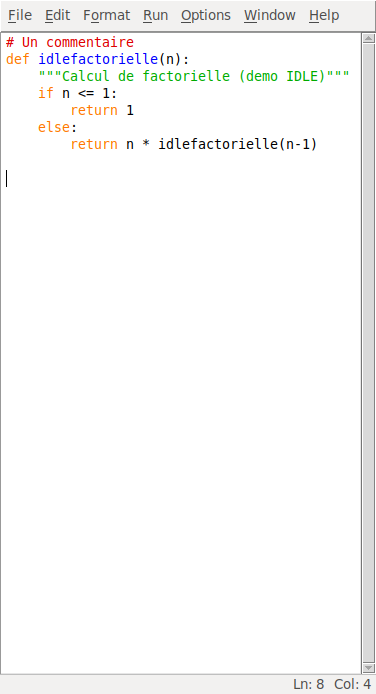 File Edit Format Run Options Window Help
# Un commentaire
def idlefactorielle(n):
    """Calcul de factorielle (demo IDLE)"""
    if n <= 1:
        return 1
    else:
        return n * idlefactorielle(n-1)
Ln: 8 Col: 4